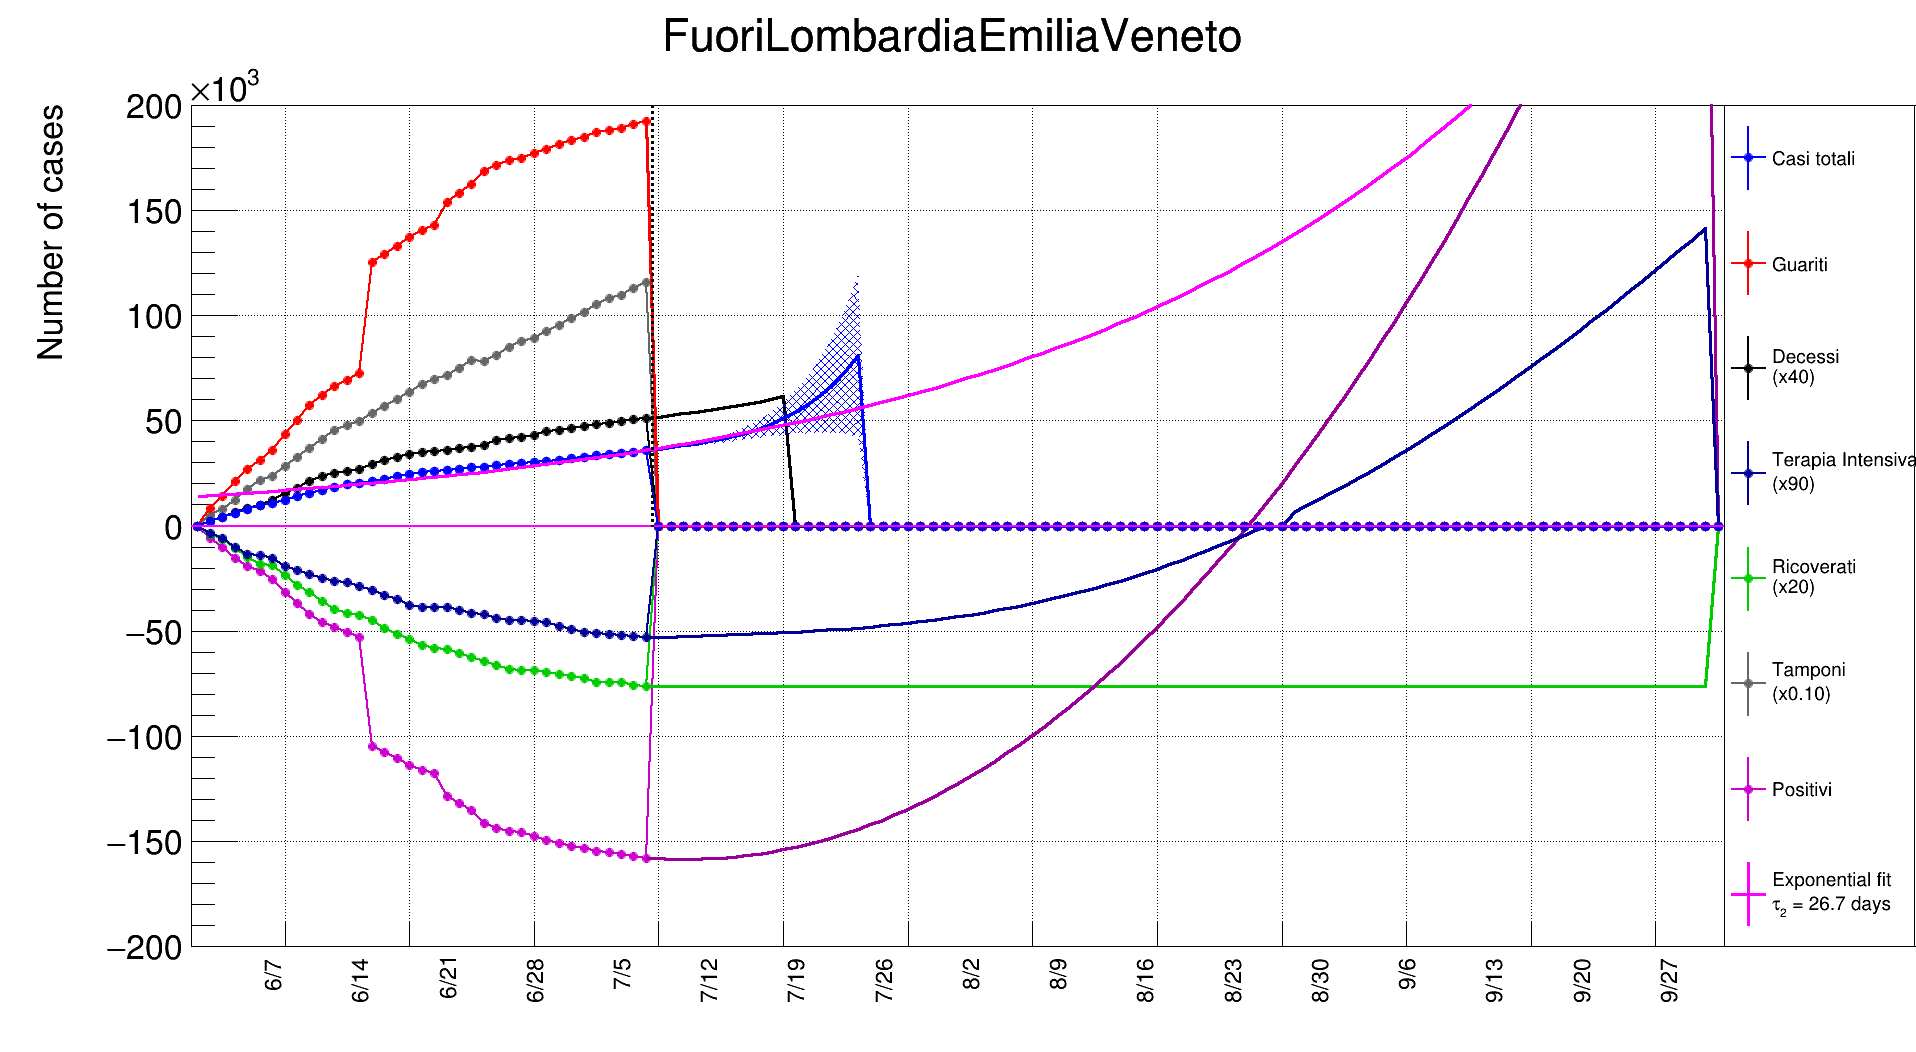 FuoriLombardiaEmiliaVeneto
×10³
Number of cases
200
150
100
50
0
−50
−100
−150
−200
6/7
6/14
6/21
6/28
7/5
7/12
7/19
7/26
8/2
8/9
8/16
8/23
8/30
9/6
9/13
9/20
9/27
Casi totali
Guariti
Decessi
(x40)
Terapia Intensiva
(x90)
Ricoverati
(x20)
Tamponi
(x0.10)
Positivi
Exponential fit
τ₂ = 26.7 days